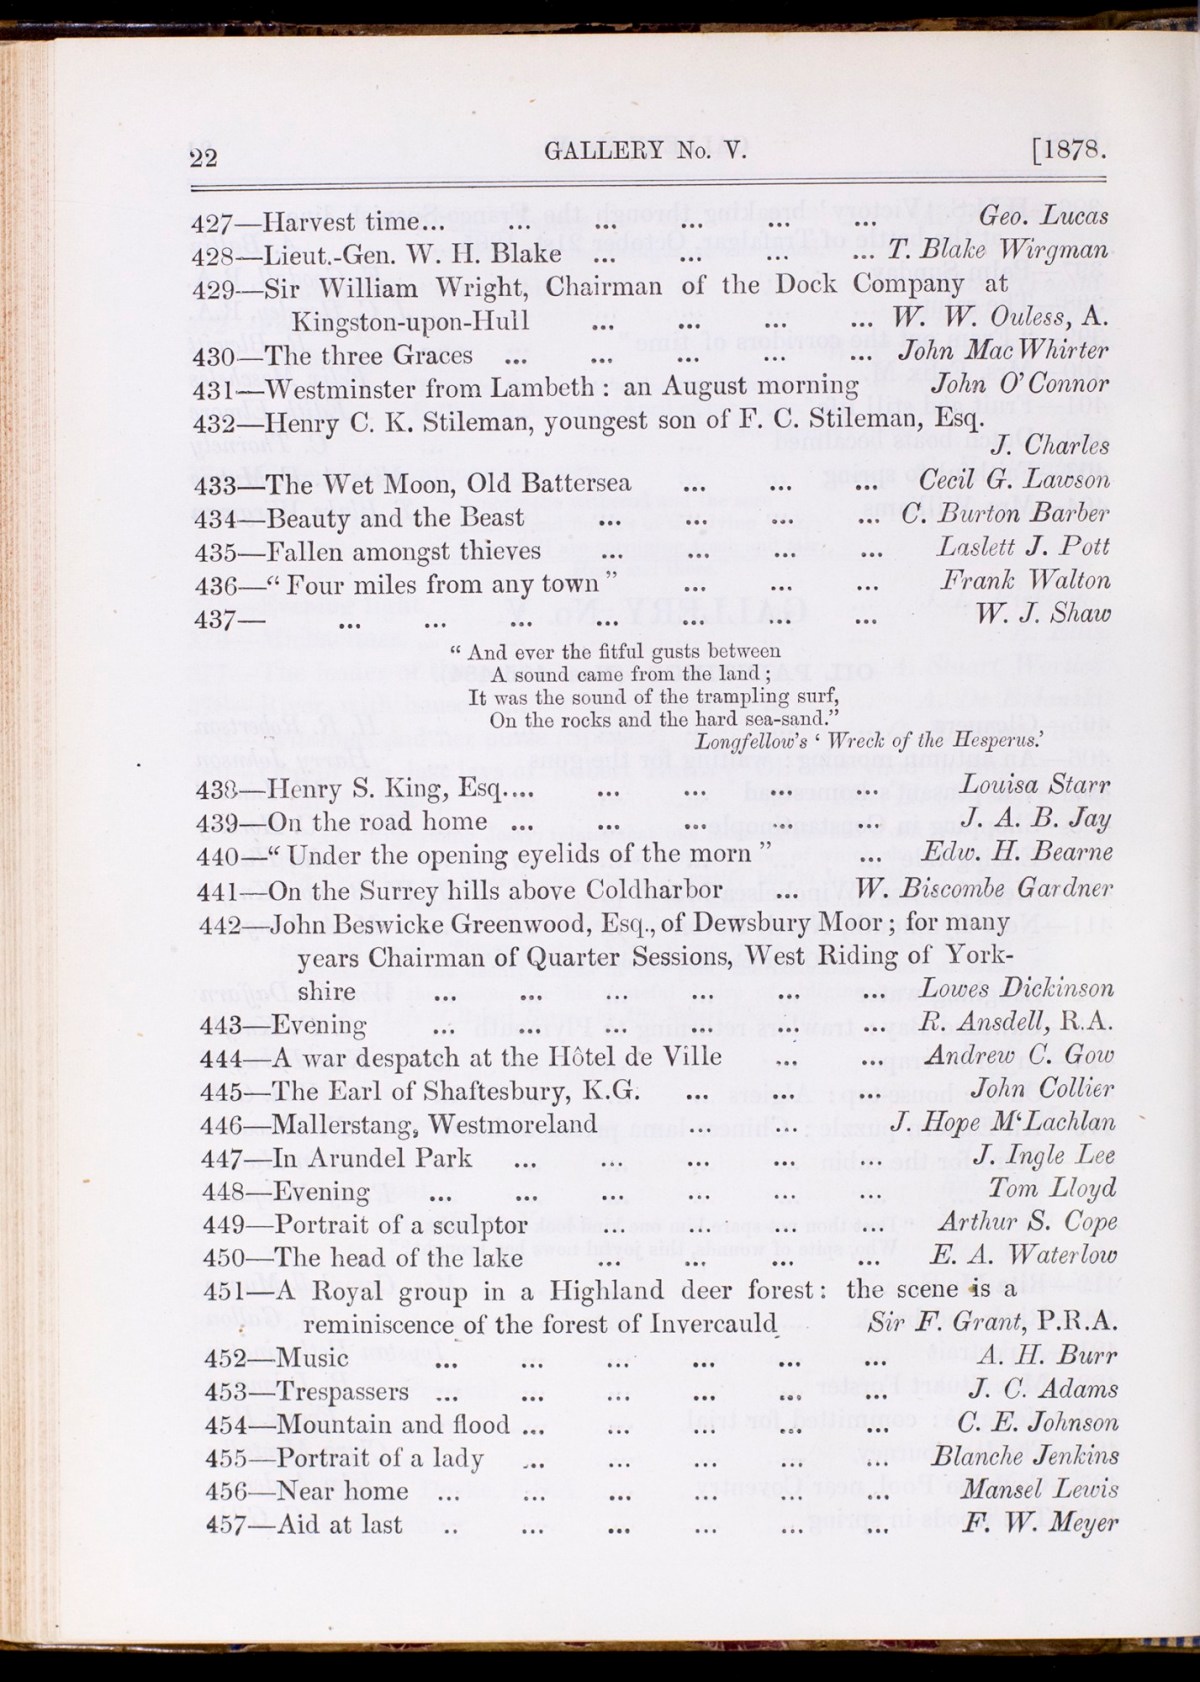 22 GALLERY No. V. [1878.
427—Harvest time... ... ... ... ... ... Geo. Lucas
428—Lieut.-Gen. W. H. Blake ... ... ... ... T. Blake Wirgman
429—Sir William Wright, Chairman of the Dock Company at
Kingston-upon-Hull ... ... ... ... W. W. Ouless, A.
430—The three Graces ... ... ... ... ... John MacWhirter
431—Westminster from Lambeth : an August morning John O'Connor
432—Henry C. K. Stileman, youngest son of F. C. Stileman, Esq.
J. Charles
433—The Wet Moon, Old Battersea ... ... ... Cecil G. Lawson
434—Beauty and the Beast ... ... ... ... C. Burton Barber
435—Fallen amongst thieves ... ... ... ... Laslett J. Pott
436—“ Four miles from any town ” ... ... ... Frank Walton
437— ... ... ... ... ... ... ... W. J. Shaw
“ And ever the fitful gusts between
A sound came from the land ;
It was the sound of the trampling surf,
On the rocks and the hard sea-sand.”
Longfellow's ‘ Wreck of the Hesperus.’
438—Henry S. King, Esq.... ... ... ... ... Louisa Starr
439—On the road home ... ... ... ... ... J. A. B. Jay
440—“ Under the opening eyelids of the morn ” ... Edw. H. Bearne
441—On the Surrey hills above Coldharbor ... W. Biscombe Gardner
442—John Beswicke Greenwood, Esq., of Dewsbury Moor ; for many
years Chairman of Quarter Sessions, West Riding of York-
shire ... ... ... ... ... ... Lowes Dickinson
443—Evening ... ... ... ... ... ... R. Ansdell, R.A.
444—A war despatch at the Hôtel de Ville ... ... Andrew C. Gow
445—The Earl of Shaftesbury, K.G. ... ... ... John Collier
446—Mallerstang, Westmoreland ... ... J. Hope M‘Lachlan
447—In Arundel Park ... ... ... ... ... J. Ingle Lee
448—Evening ... ... ... ... ... ... Tom Lloyd
449—Portrait of a sculptor ... ... ... ... Arthur S. Cope
450—The head of the lake ... ... ... ... E. A. Waterlow
451—A Royal group in a Highland deer forest : the scene is a
reminiscence of the forest of Invercauld Sir F. Grant, P.R.A.
452—Music ... ... ... ... ... ... A. H. Burr
453—Trespassers ... ... ... ... ... ... J. C. Adams
454—Mountain and flood ... ... ... ... ... C. E. Johnson
455—Portrait of a lady ... ... ... ... ... Blanche Jenkins
456—Near home ... ... ... ... ... ... Mansel Lewis
457—Aid at last .. ... ... ... ... ... F. W. Meyer